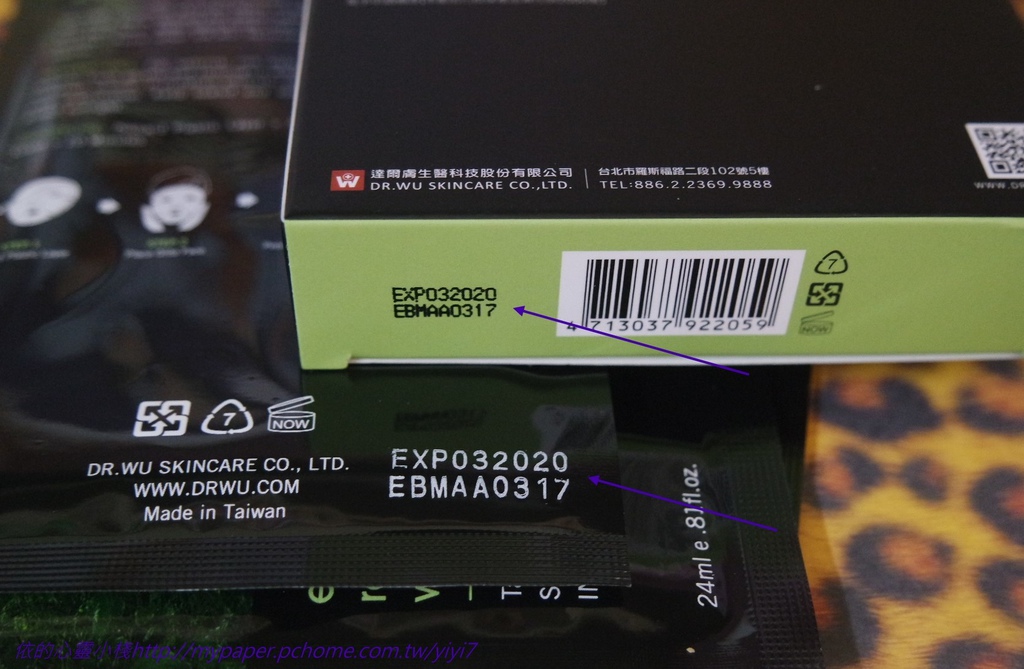 達爾膚生醫科技股份有限公司
DR.WU SKINCARE CO.,LTD.
台北市羅斯福路二段102號5樓
TEL:886.2.2369.9888
EXP032020
EBMAA0317
4 713037 922059
7
NOW
7
NOW
DR.WU SKINCARE CO., LTD.
WWW.DRWU.COM
Made in Taiwan
EXP032020
EBMAA0317
24ml e .81fl.oz.
依的心靈小棧http://mypaper.pchome.com.tw/yiyi7